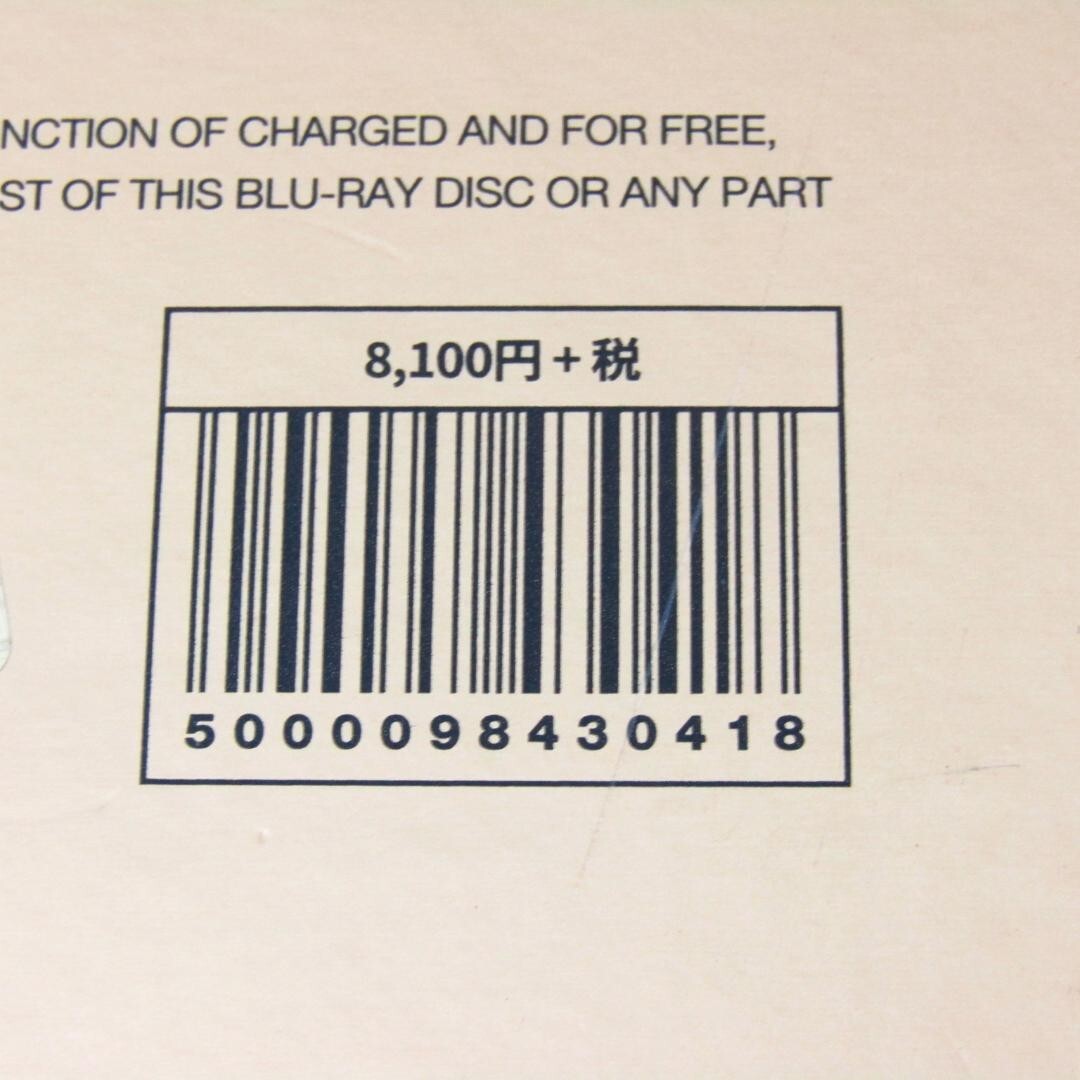 NCTION OF CHARGED AND FOR FREE,
ST OF THIS BLU-RAY DISC OR ANY PART
8,100円+税
5000098430418